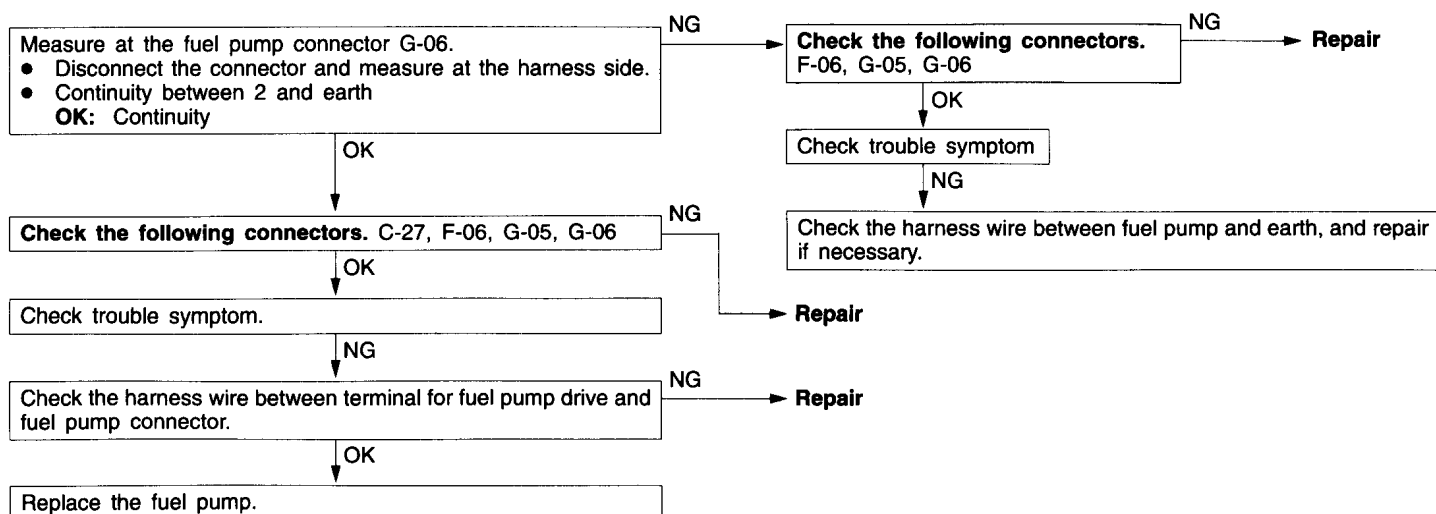 Measure at the fuel pump connector G-06.
● Disconnect the connector and measure at the harness side.
● Continuity between 2 and earth
OK: Continuity
NG
Check the following connectors.
F-06, G-05, G-06
NG
Repair
OK
Check trouble symptom
NG
Check the harness wire between fuel pump and earth, and repair
if necessary.
OK
Check the following connectors. C-27, F-06, G-05, G-06
NG
Repair
OK
Check trouble symptom.
NG
Check the harness wire between terminal for fuel pump drive and
fuel pump connector.
NG
Repair
OK
Replace the fuel pump.